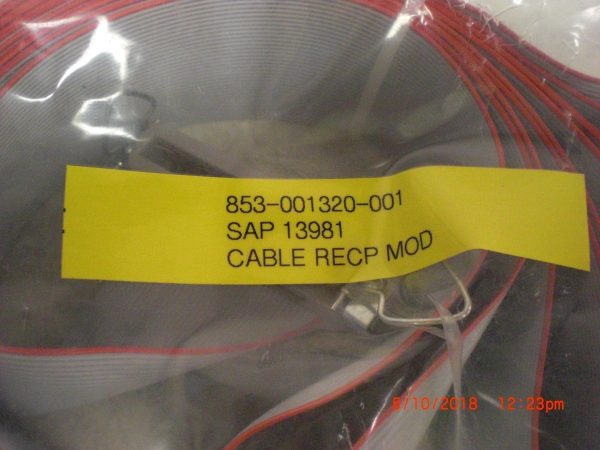 853-001320-001
SAP 13981
CABLE RECP MOD
8/10/2018 12:23pm